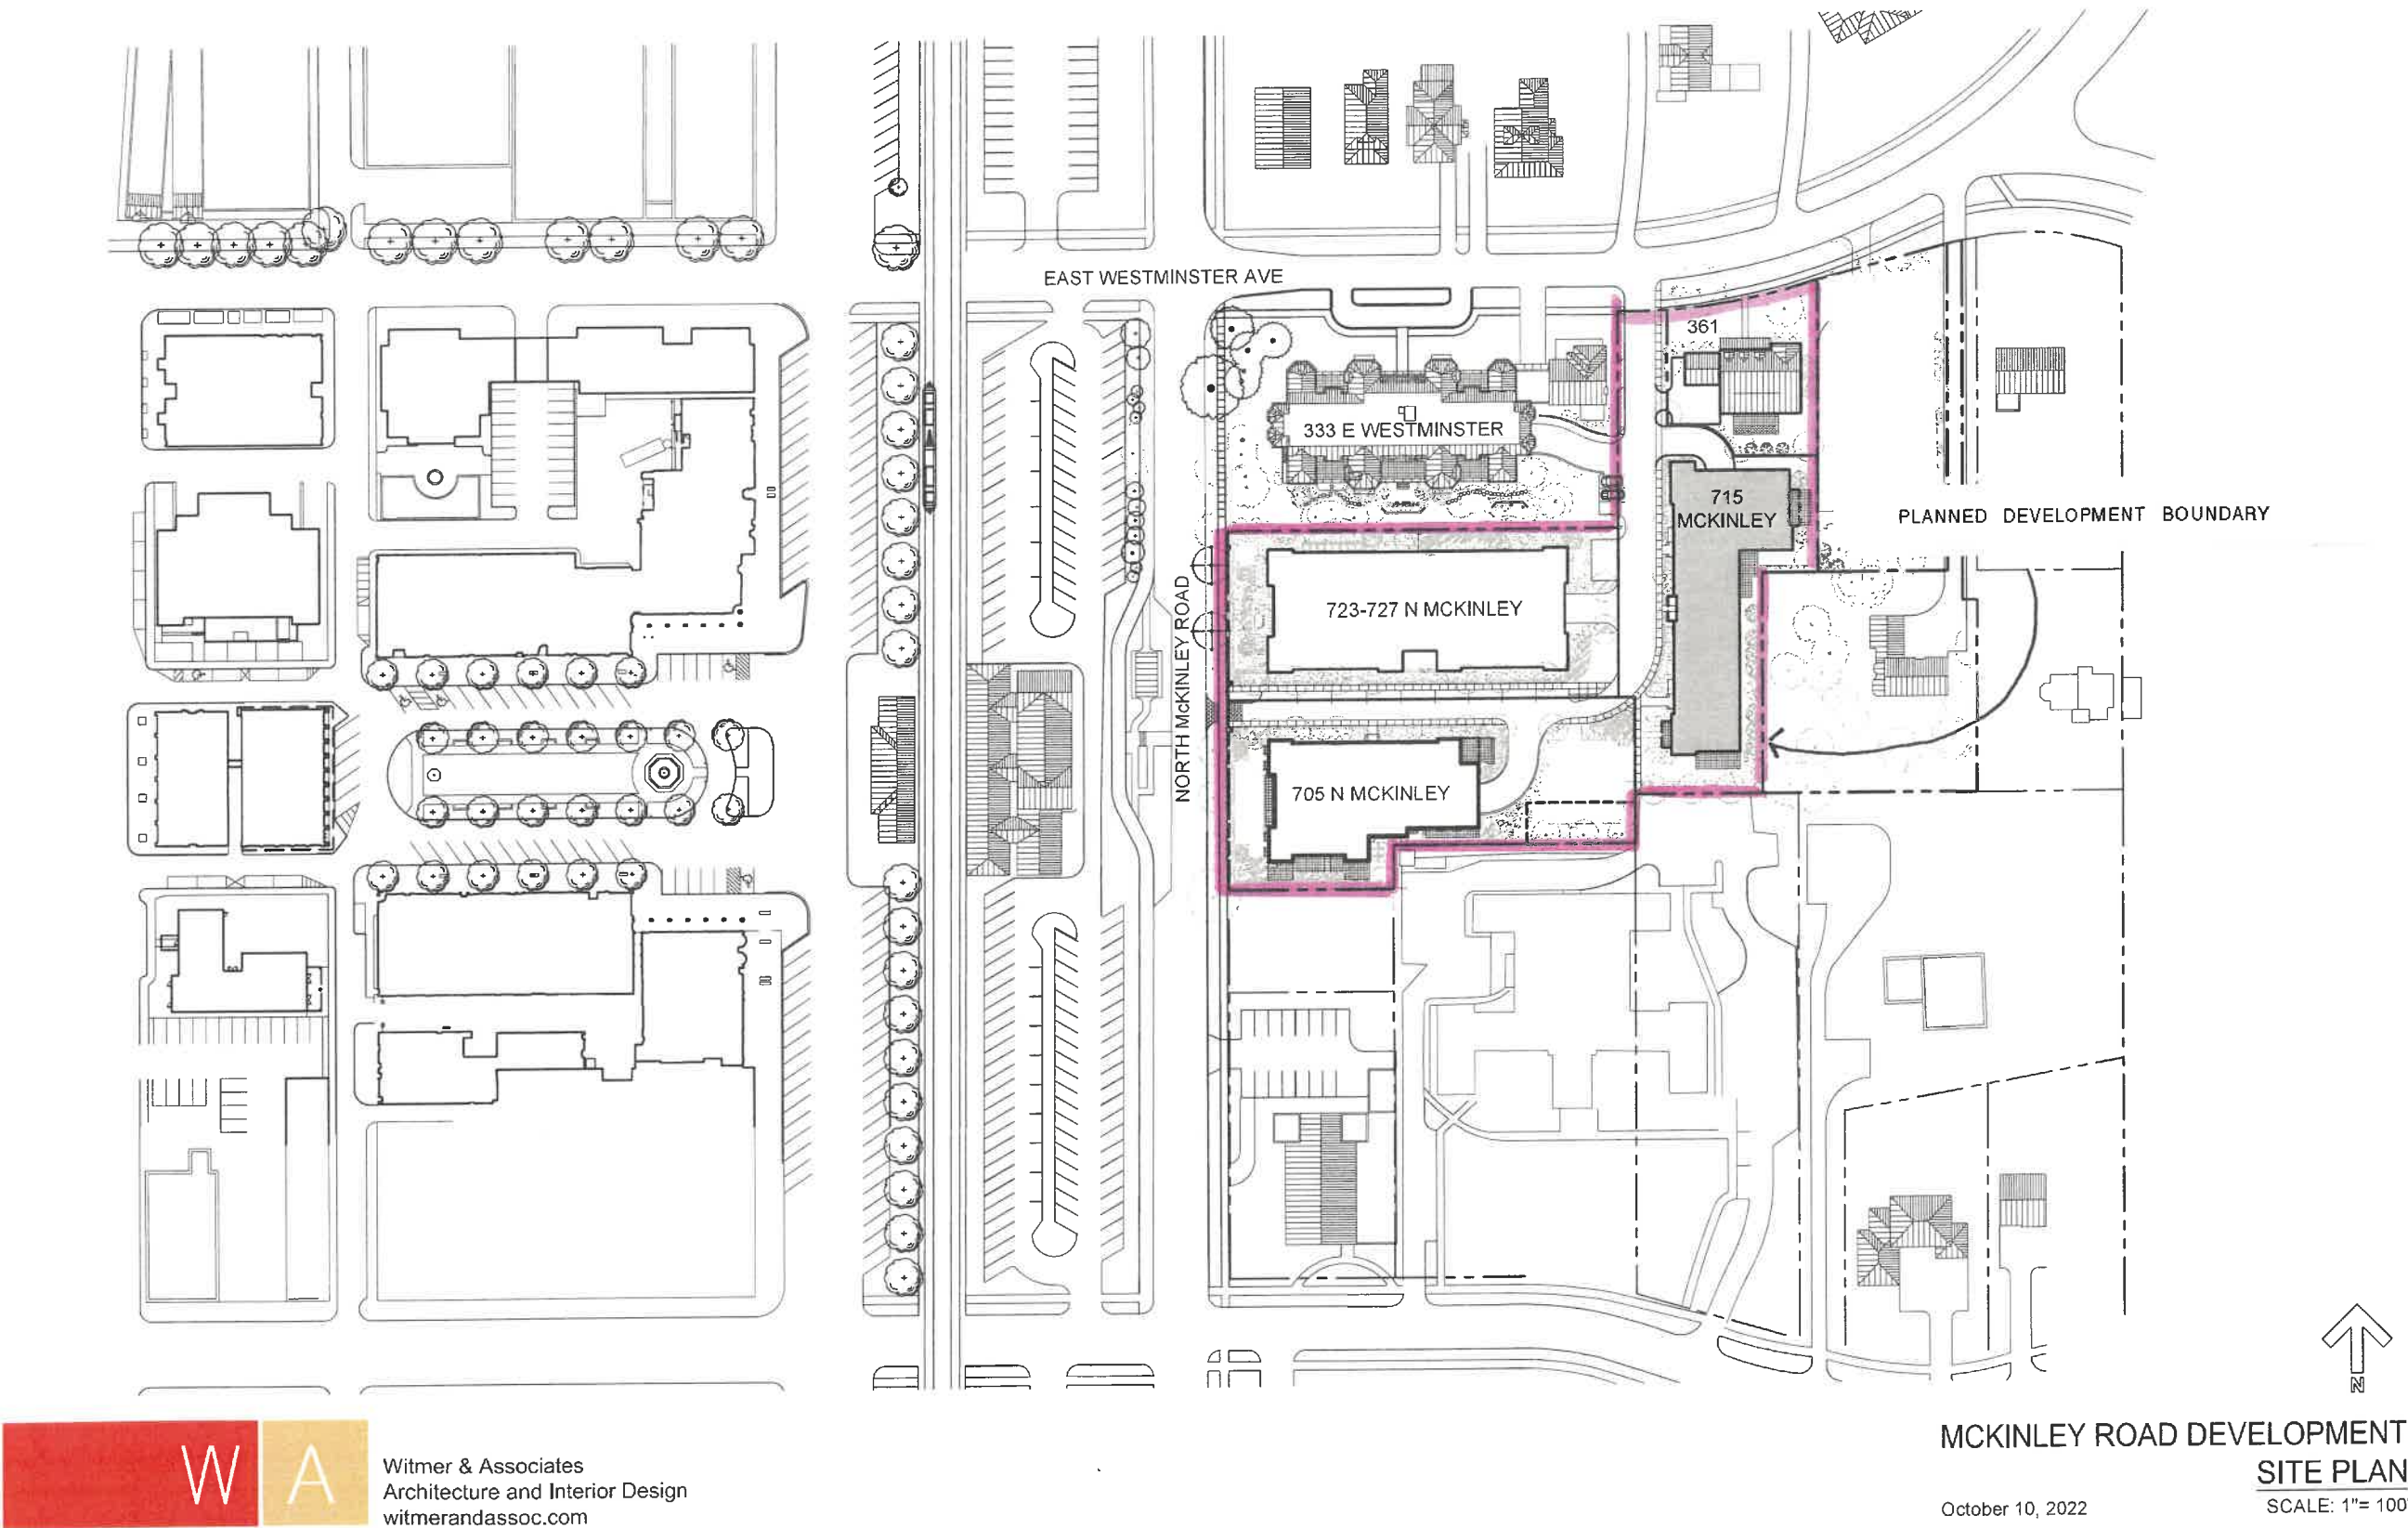 EAST WESTMINSTER AVE
361
333 E WESTMINSTER
715
MCKINLEY
PLANNED DEVELOPMENT BOUNDARY
723-727 N MCKINLEY
NORTH McKINLEY ROAD
705 N MCKINLEY
N
W A
Witmer & Associates
Architecture and Interior Design
witmerandassoc.com
MCKINLEY ROAD DEVELOPMENT
SITE PLAN
October 10, 2022
SCALE: 1"= 100